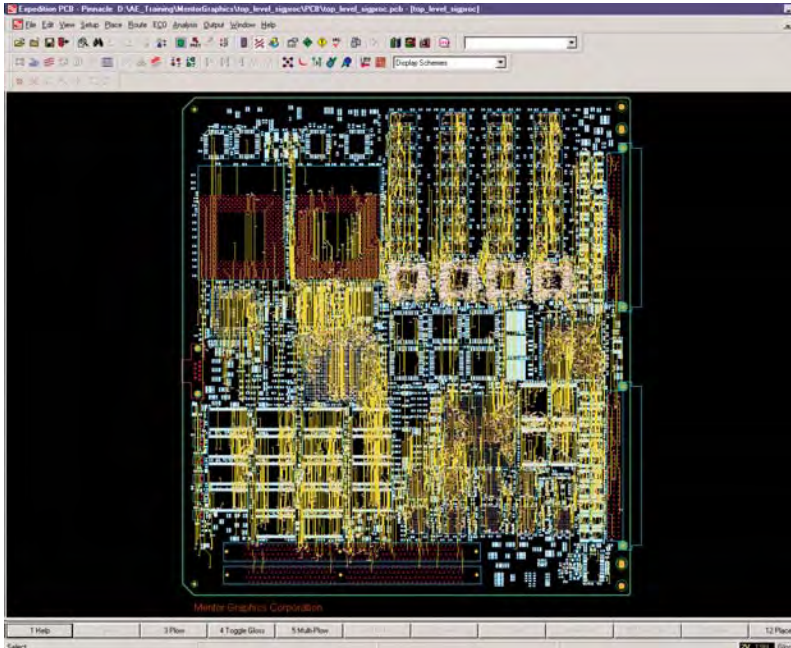 Expedition PCB - Pinnacle D:\AE_Training\MentorGraphics\top_level_sigproc\PCB\top_level_sigproc.pcb - [top_level_sigproc]
File Edit View Setup Place Route ECO Analysis Output Window Help
Display Schemes
Mentor Graphics Corporation
1 Help 3 Plow 4 Toggle Gloss 5 Multi-Plow 12 Place
Select